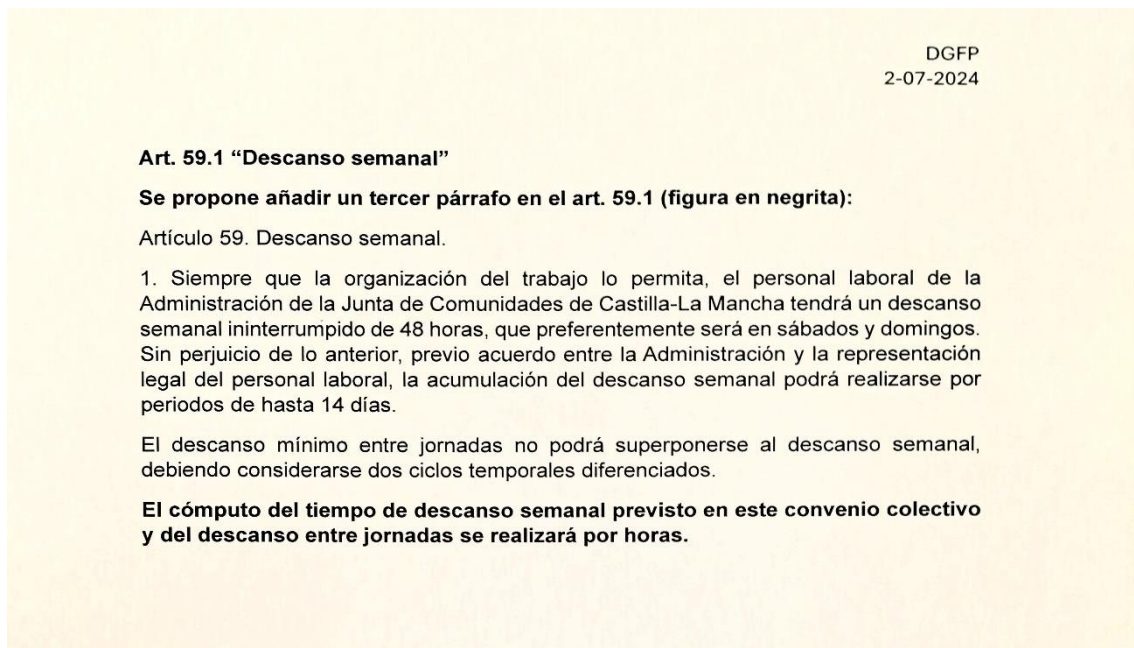 DGFP
2-07-2024
Art. 59.1 “Descanso semanal”
Se propone añadir un tercer párrafo en el art. 59.1 (figura en negrita):
Artículo 59. Descanso semanal.
1. Siempre que la organización del trabajo lo permita, el personal laboral de la
Administración de la Junta de Comunidades de Castilla-La Mancha tendrá un descanso
semanal ininterrumpido de 48 horas, que preferentemente será en sábados y domingos.
Sin perjuicio de lo anterior, previo acuerdo entre la Administración y la representación
legal del personal laboral, la acumulación del descanso semanal podrá realizarse por
periodos de hasta 14 días.
El descanso mínimo entre jornadas no podrá superponerse al descanso semanal,
debiendo considerarse dos ciclos temporales diferenciados.
El cómputo del tiempo de descanso semanal previsto en este convenio colectivo
y del descanso entre jornadas se realizará por horas.